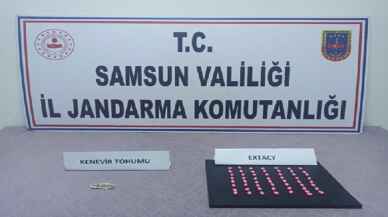 T.C.
SAMSUN VALİLİĞİ
İL JANDARMA KOMUTANLIĞI
KENEVİR TOHUMU
EXTACY